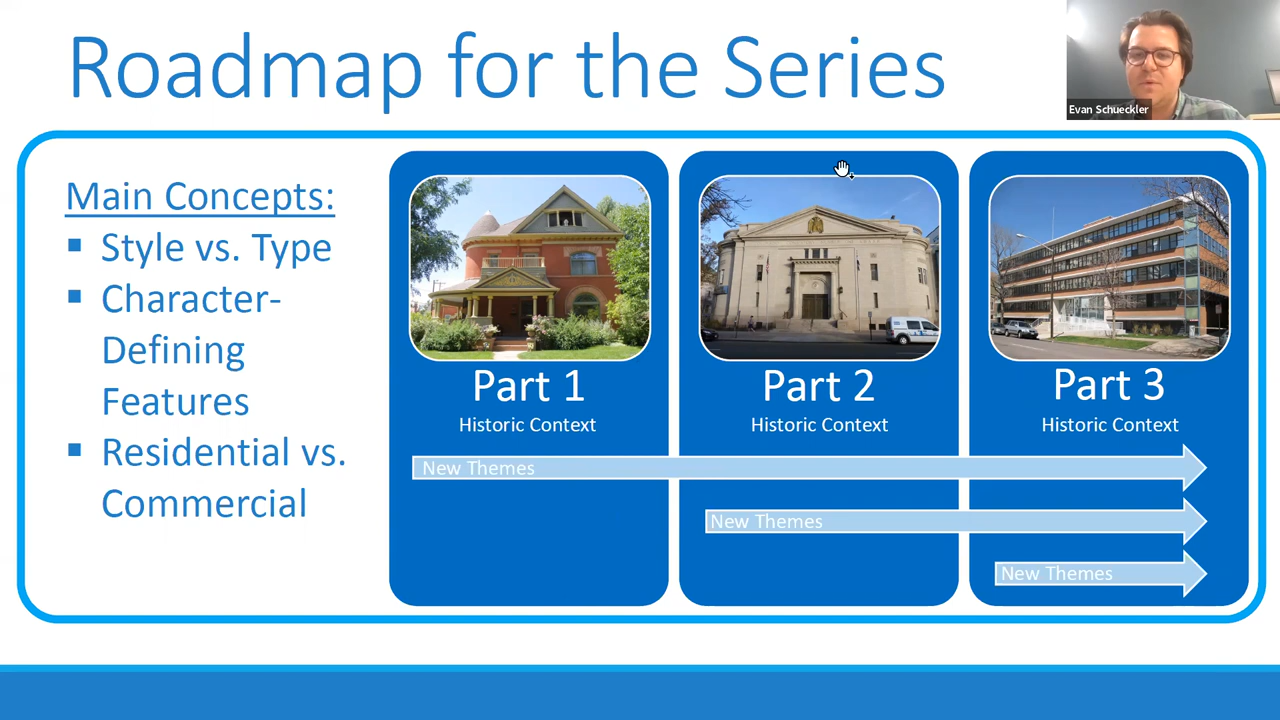 Roadmap for the Series
Evan Schueckler
Main Concepts:
Style vs. Type
Character-
Defining
Features
Residential vs.
Commercial
Part 1
Historic Context
Part 2
Historic Context
Part 3
Historic Context
New Themes
New Themes
New Themes